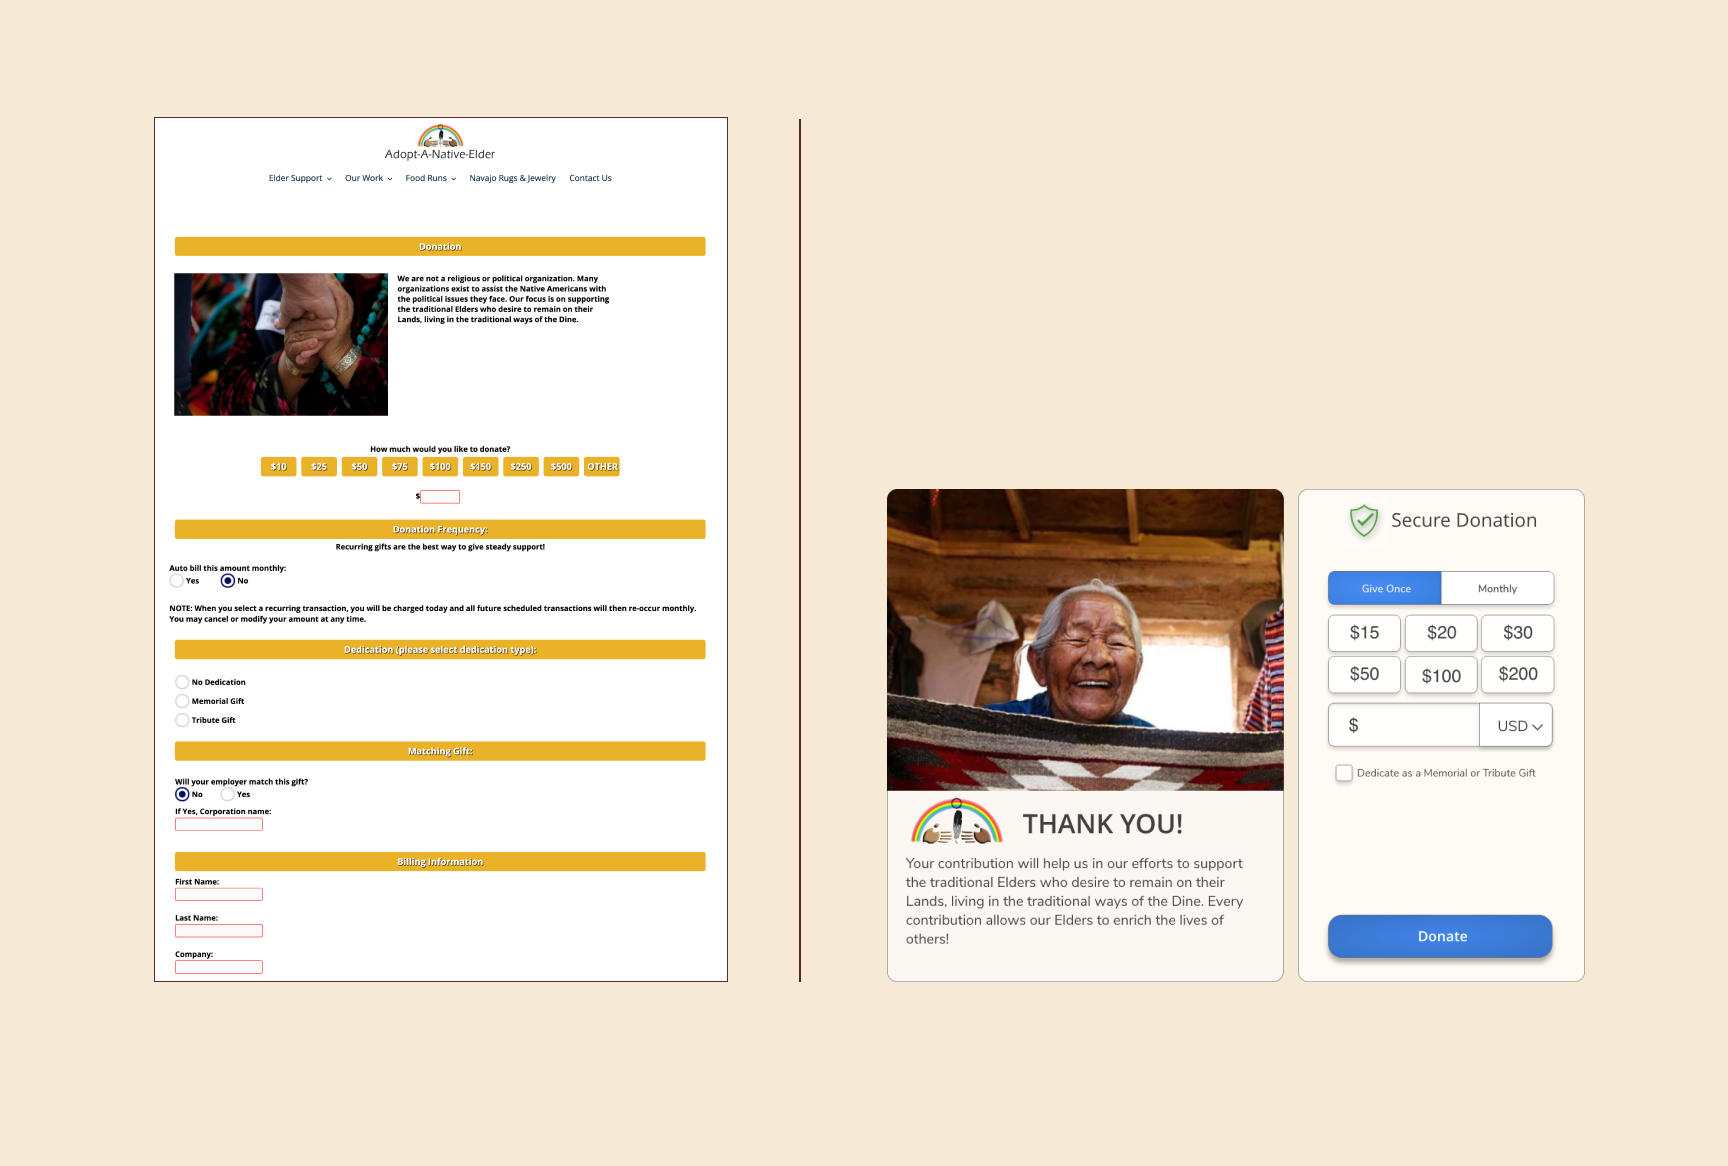 Adopt-A-Native-Elder
Elder Support Our Work Food Runs Navajo Rugs & Jewelry Contact Us
Donation
We are not a religious or political organization. Many
organizations exist to assist the Native Americans with
the political issues they face. Our focus is on supporting
the traditional Elders who desire to remain on their
Lands, living in the traditional ways of the Dine.
How much would you like to donate?
$10 $25 $50 $75 $100 $150 $250 $500 OTHER
$
Donation Frequency:
Recurring gifts are the best way to give steady support!
Auto bill this amount monthly:
Yes No
NOTE: When you select a recurring transaction, you will be charged today and all future scheduled transactions will then re-occur monthly.
You may cancel or modify your amount at any time.
Dedication (please select dedication type):
No Dedication
Memorial Gift
Tribute Gift
Matching Gift:
Will your employer match this gift?
No Yes
If Yes, Corporation name:
Billing Information
First Name:
Last Name:
Company:
THANK YOU!
Your contribution will help us in our efforts to support
the traditional Elders who desire to remain on their
Lands, living in the traditional ways of the Dine. Every
contribution allows our Elders to enrich the lives of
others!
Secure Donation
Give Once Monthly
$15 $20 $30
$50 $100 $200
$ USD
Dedicate as a Memorial or Tribute Gift
Donate